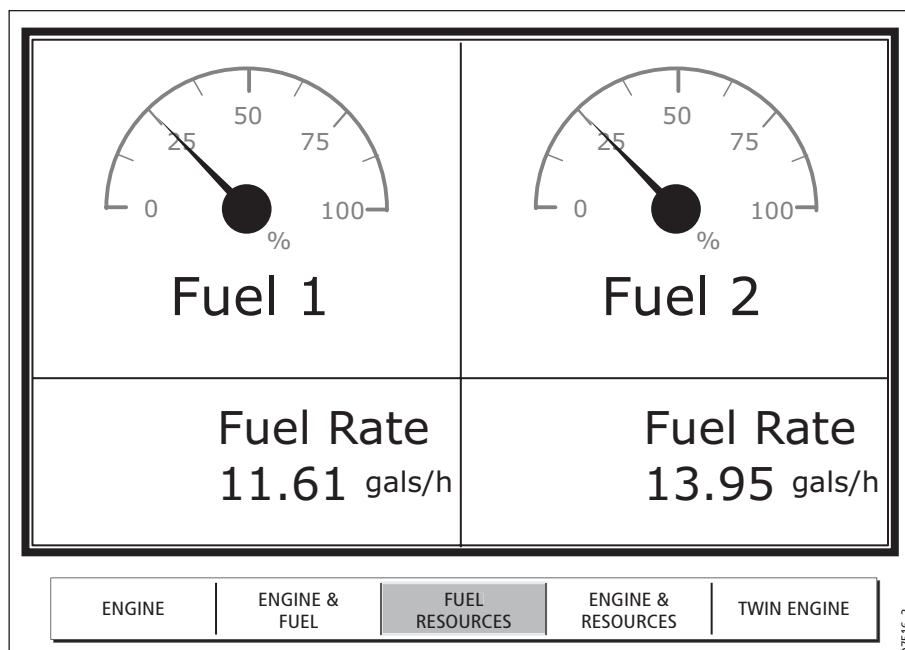 50
25
75
0
100
%
Fuel 1
50
25
75
0
100
%
Fuel 2
Fuel Rate
11.61 gals/h
Fuel Rate
13.95 gals/h
ENGINE
ENGINE &
FUEL
FUEL
RESOURCES
ENGINE &
RESOURCES
TWIN ENGINE